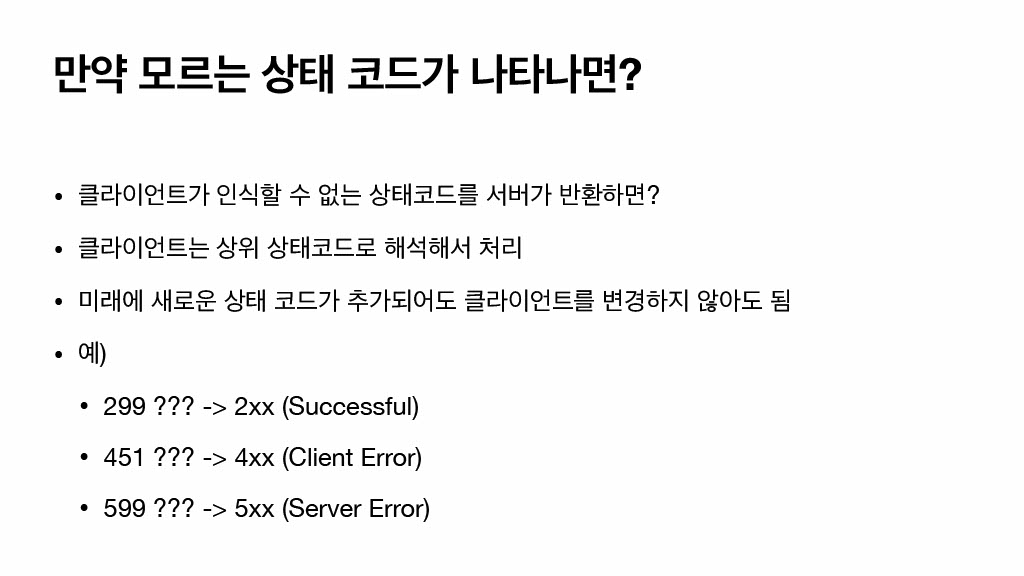 만약 모르는 상태 코드가 나타나면?
• 클라이언트가 인식할 수 없는 상태코드를 서버가 반환하면?
• 클라이언트는 상위 상태코드로 해석해서 처리
• 미래에 새로운 상태 코드가 추가되어도 클라이언트를 변경하지 않아도 됨
• 예)
• 299 ??? -> 2xx (Successful)
• 451 ??? -> 4xx (Client Error)
• 599 ??? -> 5xx (Server Error)